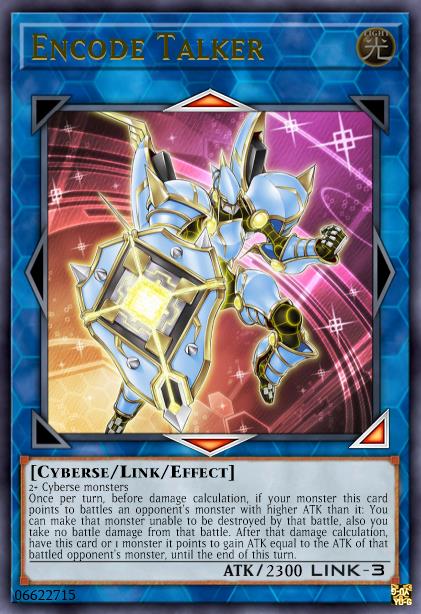 Encode Talker
LIGHT
光
[Cyberse/Link/Effect]
2+ Cyberse monsters
Once per turn, before damage calculation, if your monster this card
points to battles an opponent's monster with higher ATK than it: You
can make that monster unable to be destroyed by that battle, also you
take no battle damage from that battle. After that damage calculation,
have this card or 1 monster it points to gain ATK equal to the ATK of that
battled opponent's monster, until the end of this turn.
ATK/2300 LINK-3
06622715